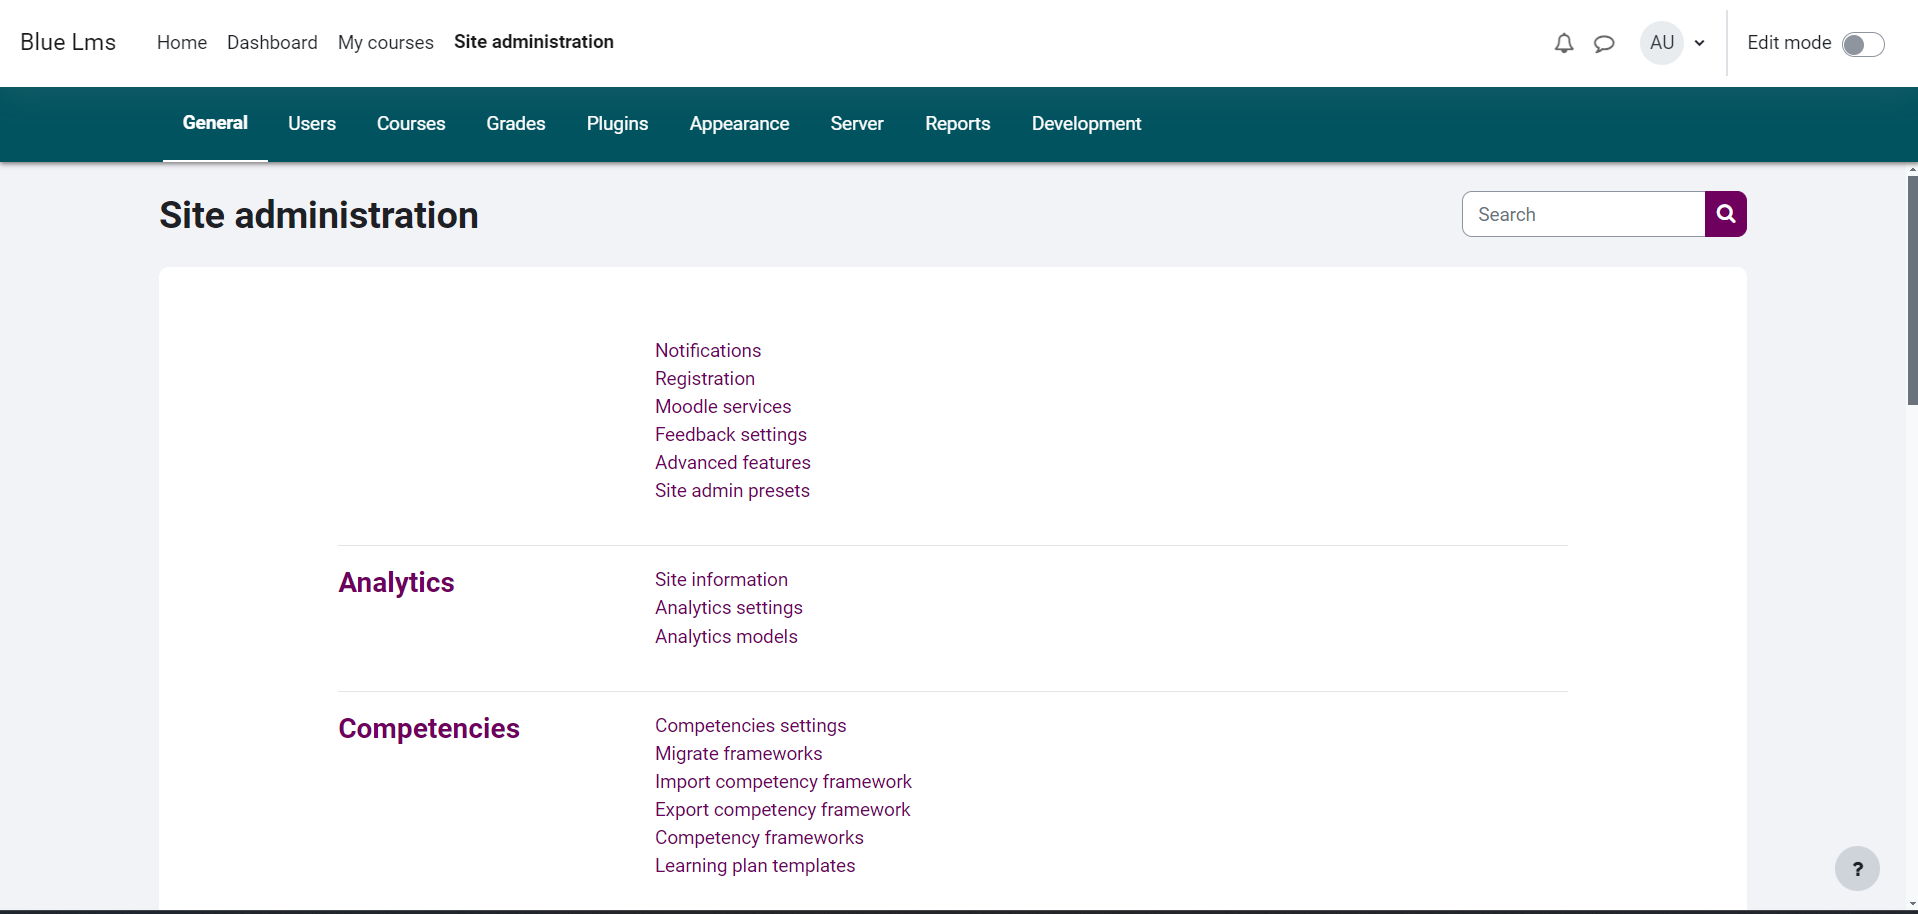 Blue Lms Home Dashboard My courses Site administration AU Edit mode
General Users Courses Grades Plugins Appearance Server Reports Development
Site administration Search
Notifications
Registration
Moodle services
Feedback settings
Advanced features
Site admin presets
Analytics Site information
Analytics settings
Analytics models
Competencies Competencies settings
Migrate frameworks
Import competency framework
Export competency framework
Competency frameworks
Learning plan templates
?